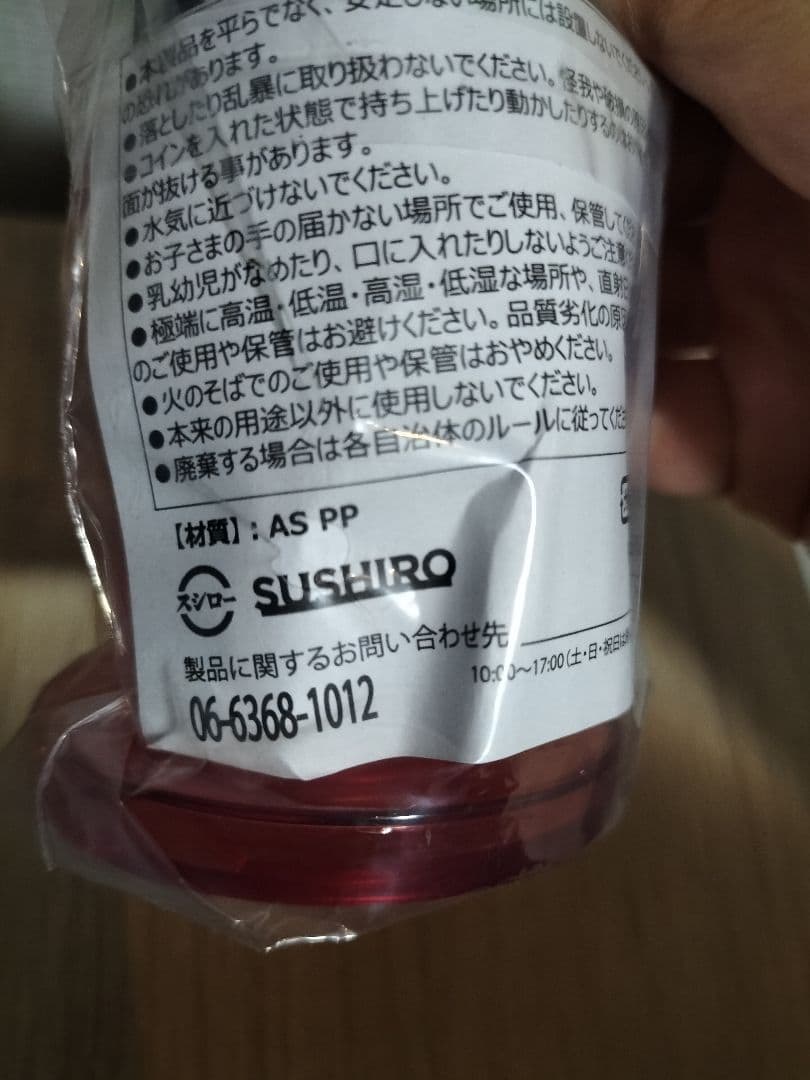 ●本製品を平らでなく、安定しない場所には設置しないでください
の恐れがあります。
●落としたり乱暴に取り扱わないでください。怪我や破損の
●コインを入れた状態で持ち上げたり動かしたりする
面が抜ける事があります。
●水気に近づけないでください。
●お子さまの手の届かない場所でご使用、保管して
●乳幼児がなめたり、口に入れたりしないようご注意
●極端に高温・低温・高湿・低湿な場所や、直射
のご使用や保管はお避けください。品質劣化の原
●火のそばでのご使用や保管はおやめください。
●本来の用途以外に使用しないでください。
●廃棄する場合は各自治体のルールに従ってくだ
【材質】: AS PP
スシロー SUSHIRO
製品に関するお問い合わせ先
06-6368-1012
10:00〜17:00(土・日・祝日は